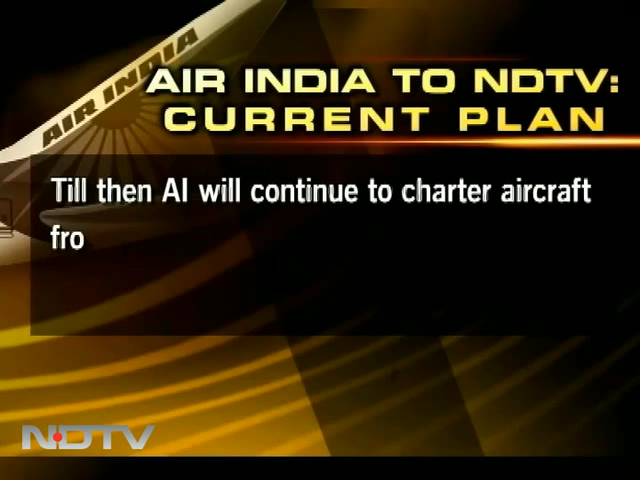 AIR INDIA
AIR INDIA TO NDTV:
CURRENT PLAN
Till then AI will continue to charter aircraft
fro
NDTV